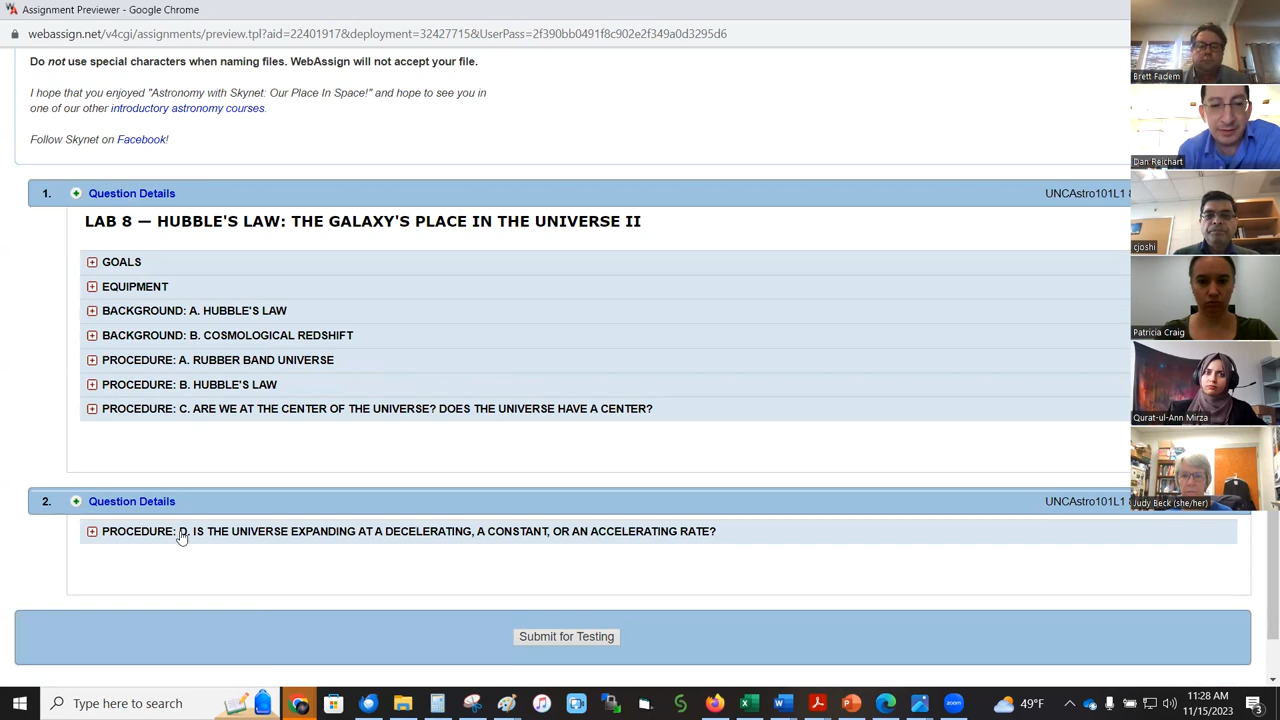 Assignment Previewer - Google Chrome
webassign.net/v4cgi/assignments/preview.tpl?aid=22401917&deployment=32427715&UserPass=2f390bb0491f8c902e2f349a0d3295d6
Do not use special characters when naming files. WebAssign will not accept your file.
I hope that you enjoyed "Astronomy with Skynet: Our Place In Space!" and hope to see you in
one of our other introductory astronomy courses.
Follow Skynet on Facebook!
1. Question Details UNCAstro101L1
LAB 8 — HUBBLE'S LAW: THE GALAXY'S PLACE IN THE UNIVERSE II
GOALS
EQUIPMENT
BACKGROUND: A. HUBBLE'S LAW
BACKGROUND: B. COSMOLOGICAL REDSHIFT
PROCEDURE: A. RUBBER BAND UNIVERSE
PROCEDURE: B. HUBBLE'S LAW
PROCEDURE: C. ARE WE AT THE CENTER OF THE UNIVERSE? DOES THE UNIVERSE HAVE A CENTER?
2. Question Details UNCAstro101L1
PROCEDURE: D. IS THE UNIVERSE EXPANDING AT A DECELERATING, A CONSTANT, OR AN ACCELERATING RATE?
Submit for Testing
Brett Fadem
Dan Reichart
cjoshi
Patricia Craig
Qurat-ul-Ann Mirza
Judy Beck (she/her)
Type here to search
49°F
11:28 AM
11/15/2023
3